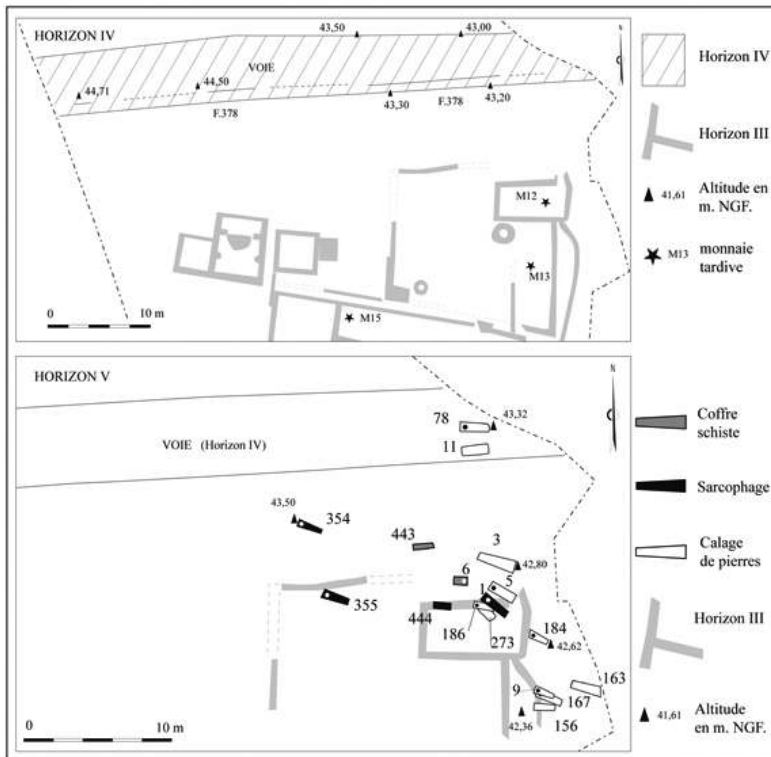 HORIZON IV
43,50
43,00
VOIE
44,71
44,50
F.378
43,30
F.378
43,20
M12
M13
M15
0 10 m
Horizon IV
Horizon III
41,61
Altitude en
m. NGF.
M13
monnaie
tardive
HORIZON V
N
78
43,32
11
VOIE (Horizon IV)
43,50
354
443
3
42,80
6
1
5
355
444
186
273
184
42,62
9
163
167
42,36
156
0 10 m
Coffre
schiste
Sarcophage
Calage
de pierres
Horizon III
41,61
Altitude
en m. NGF.